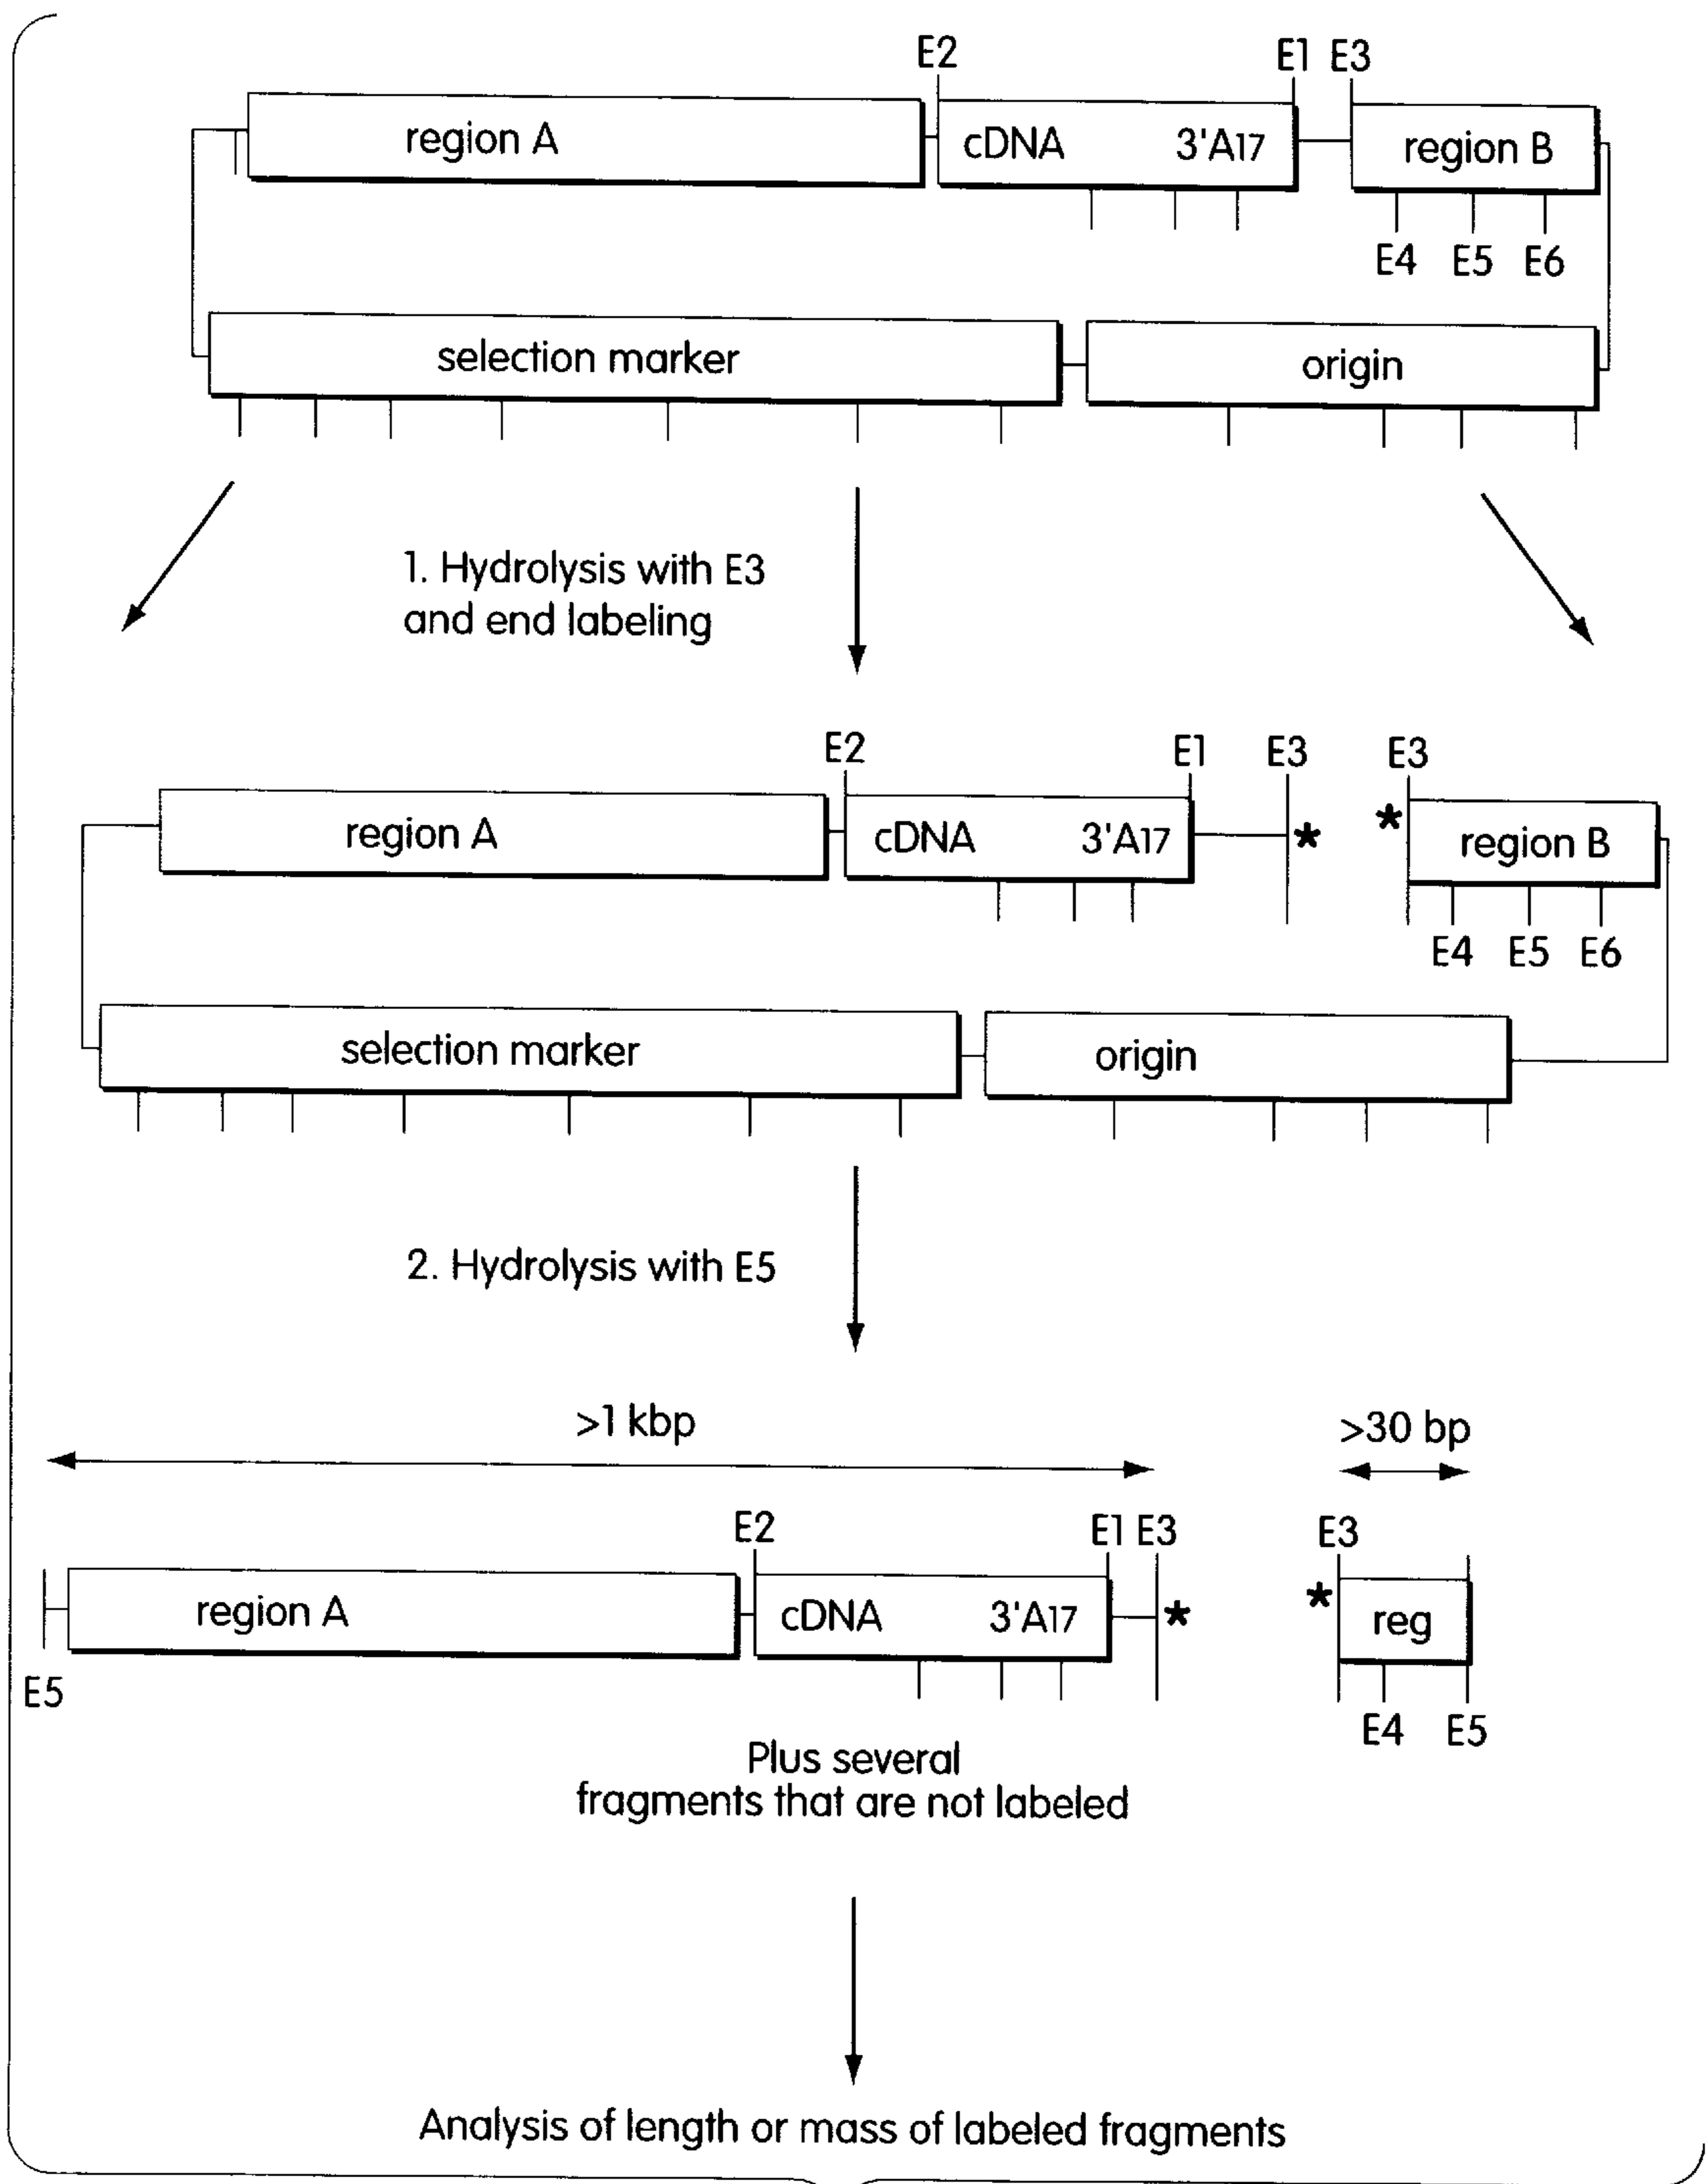 E2 E1 E3
region A cDNA 3'A17 region B
E4 E5 E6
selection marker origin
1. Hydrolysis with E3
and end labeling
E2 E1 E3 E3
region A cDNA 3'A17 * * region B
E4 E5 E6
selection marker origin
2. Hydrolysis with E5
>1 kbp >30 bp
E2 E1 E3 E3
region A cDNA 3'A17 * * reg
E5 E4 E5
Plus several
fragments that are not labeled
Analysis of length or mass of labeled fragments